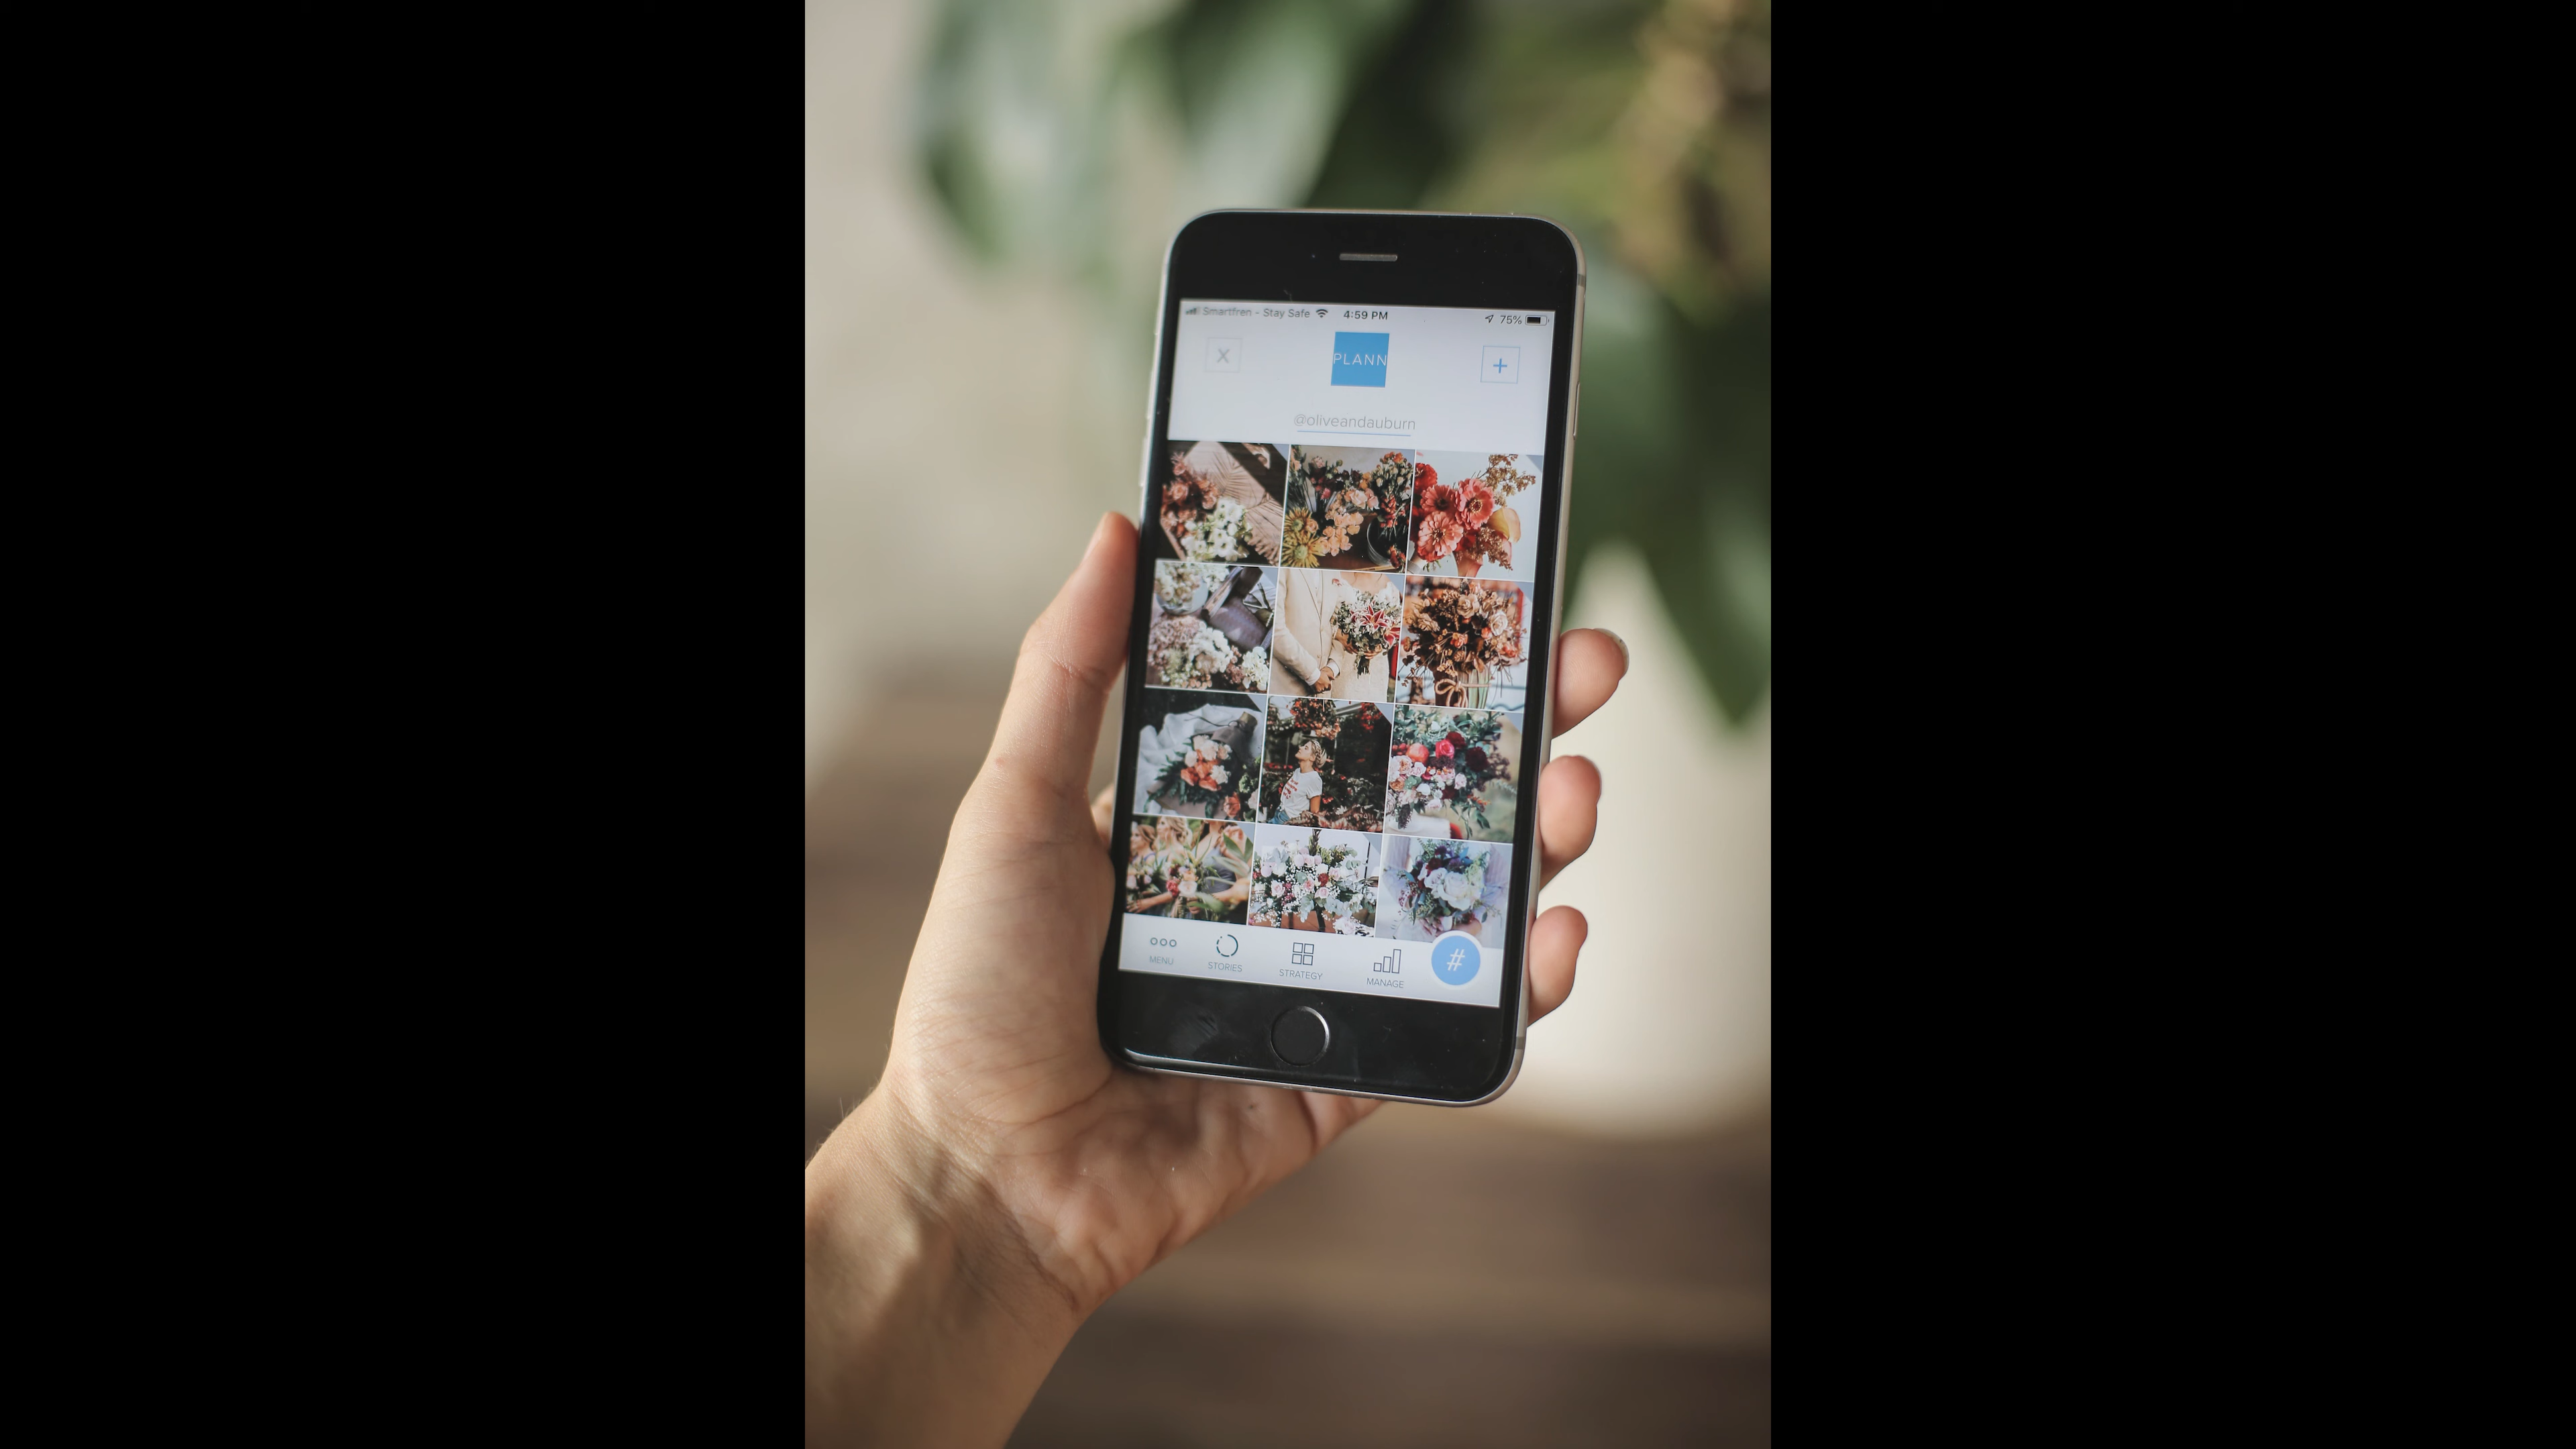 Smartfren - Stay Safe 4:59 PM 75%
X PLANN +
@oliveandauburn
MENU STORIES STRATEGY MANAGE #